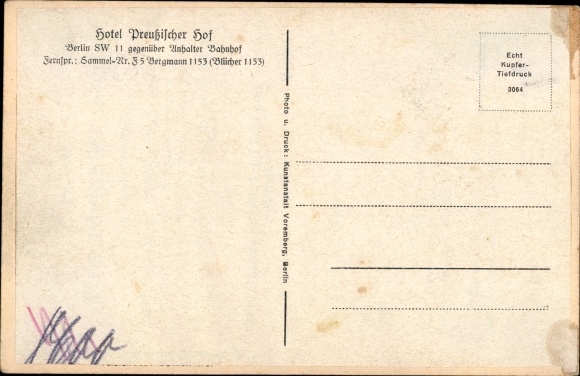 Hotel Preußischer Hof
Berlin SW 11 gegenüber Anhalter Bahnhof
Fernspr.: Sammel-Nr. F 5 Bergmann 1153 (Blücher 1153)
Photo u. Druck: Kunstanstalt Voremberg, Berlin
Echt
Kupfer-
Tiefdruck
3064